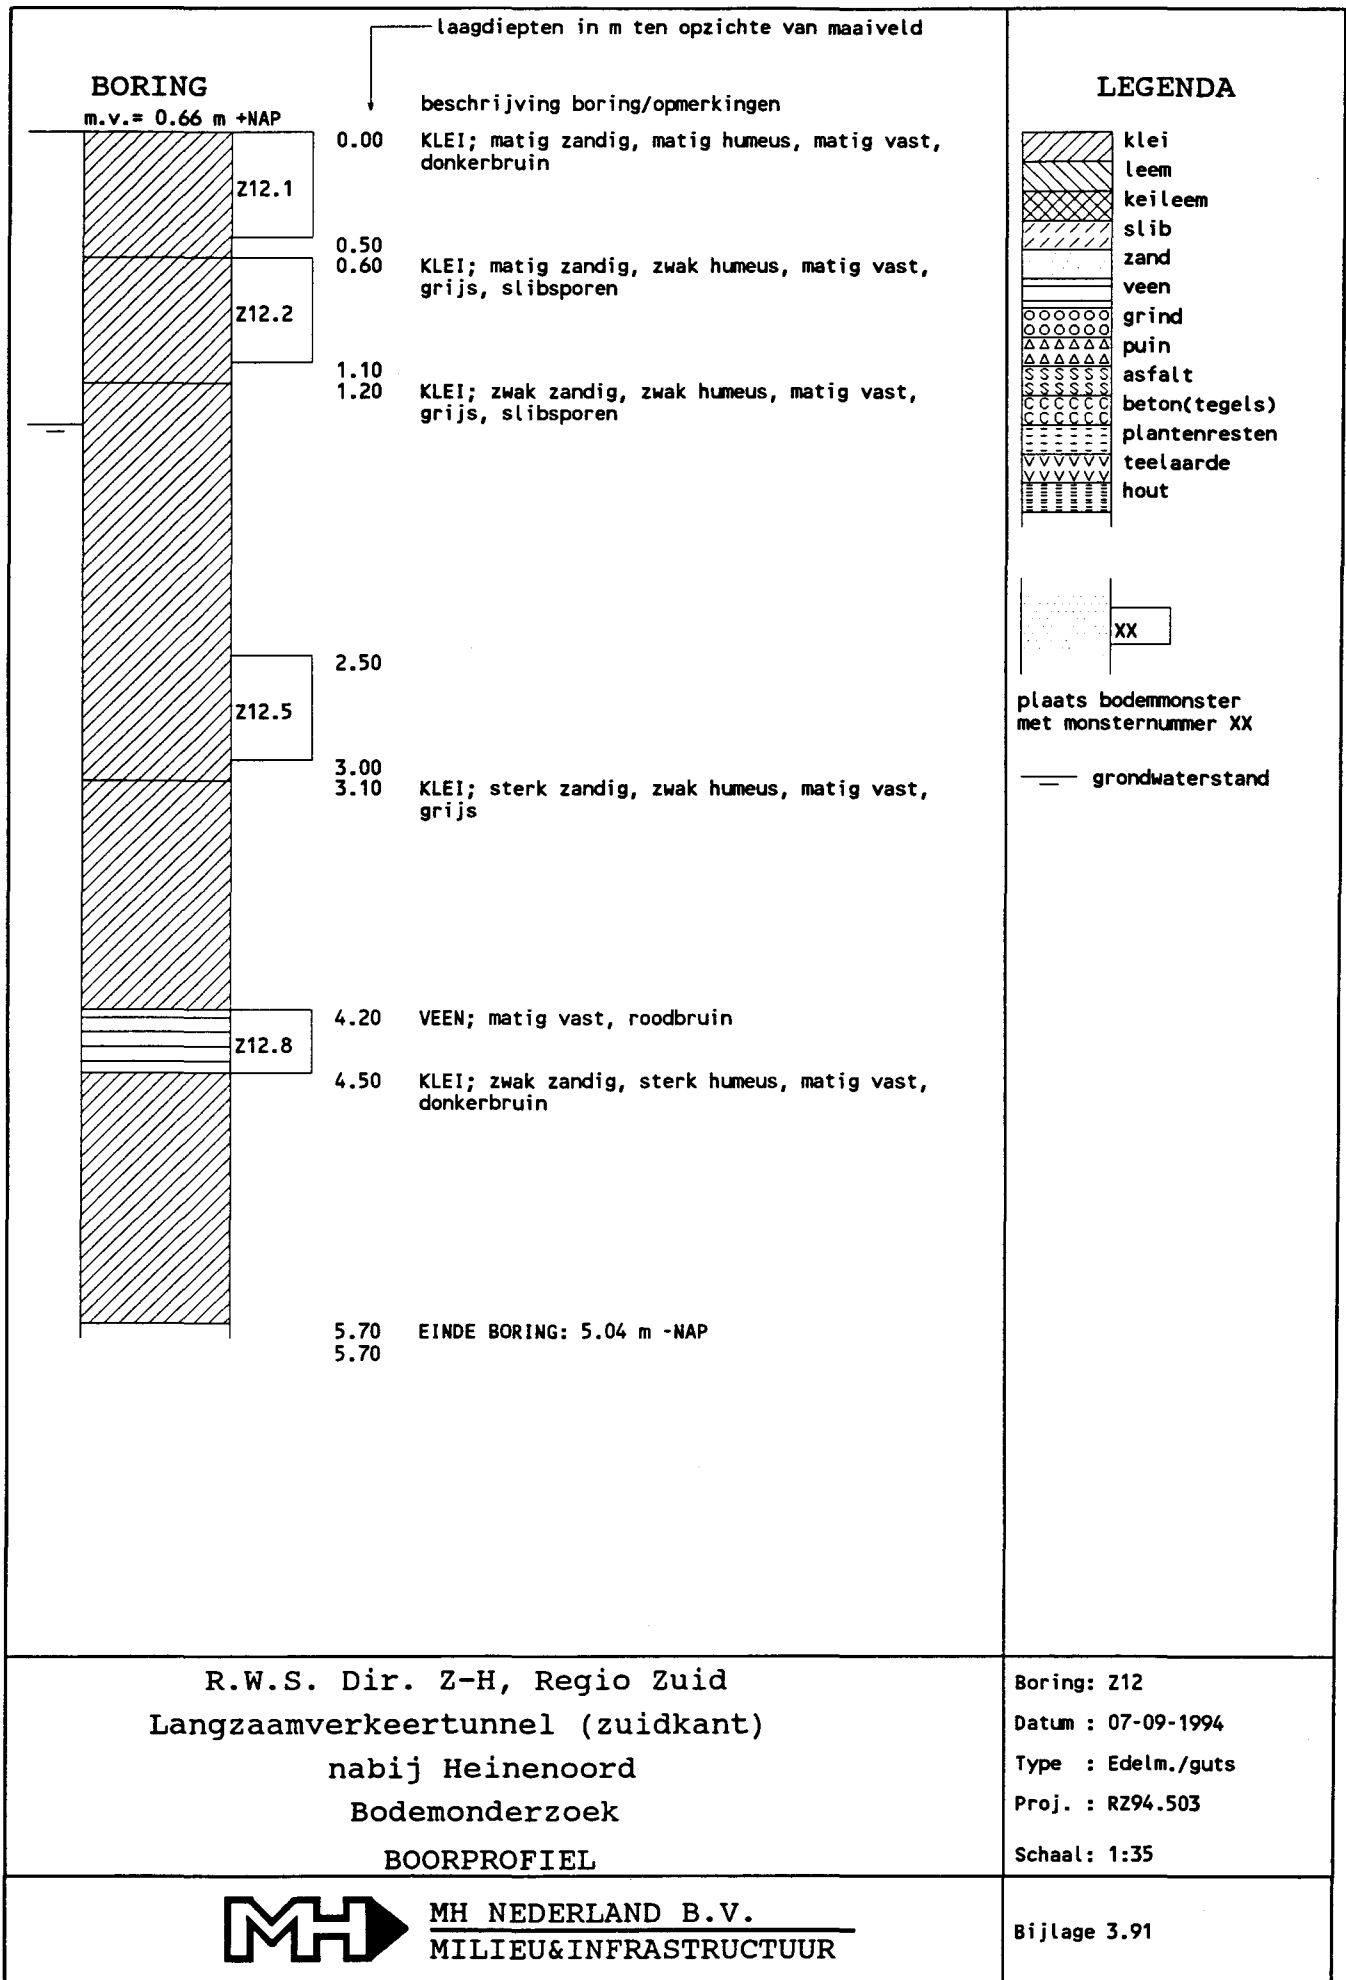 laagdiepten in m ten opzichte van maaiveld
BORING
m.v.= 0.66 m +NAP
beschrijving boring/opmerkingen
0.00 KLEI; matig zandig, matig humeus, matig vast,
donkerbruin
Z12.1
0.50
0.60 KLEI; matig zandig, zwak humeus, matig vast,
grijs, slibsporen
Z12.2
1.10
1.20 KLEI; zwak zandig, zwak humeus, matig vast,
grijs, slibsporen
2.50
Z12.5
3.00
3.10 KLEI; sterk zandig, zwak humeus, matig vast,
grijs
4.20 VEEN; matig vast, roodbruin
Z12.8
4.50 KLEI; zwak zandig, sterk humeus, matig vast,
donkerbruin
5.70 EINDE BORING: 5.04 m -NAP
5.70
LEGENDA
klei
leem
keileem
slib
zand
veen
grind
puin
asfalt
beton(tegels)
plantenresten
teelaarde
hout
XX
plaats bodemmonster
met monsternummer XX
grondwaterstand
R.W.S. Dir. Z-H, Regio Zuid
Langzaamverkeertunnel (zuidkant)
nabij Heinenoord
Bodemonderzoek
BOORPROFIEL
Boring: Z12
Datum : 07-09-1994
Type : Edelm./guts
Proj. : RZ94.503
Schaal: 1:35
MH
MH NEDERLAND B.V.
MILIEU&INFRASTRUCTUUR
Bijlage 3.91